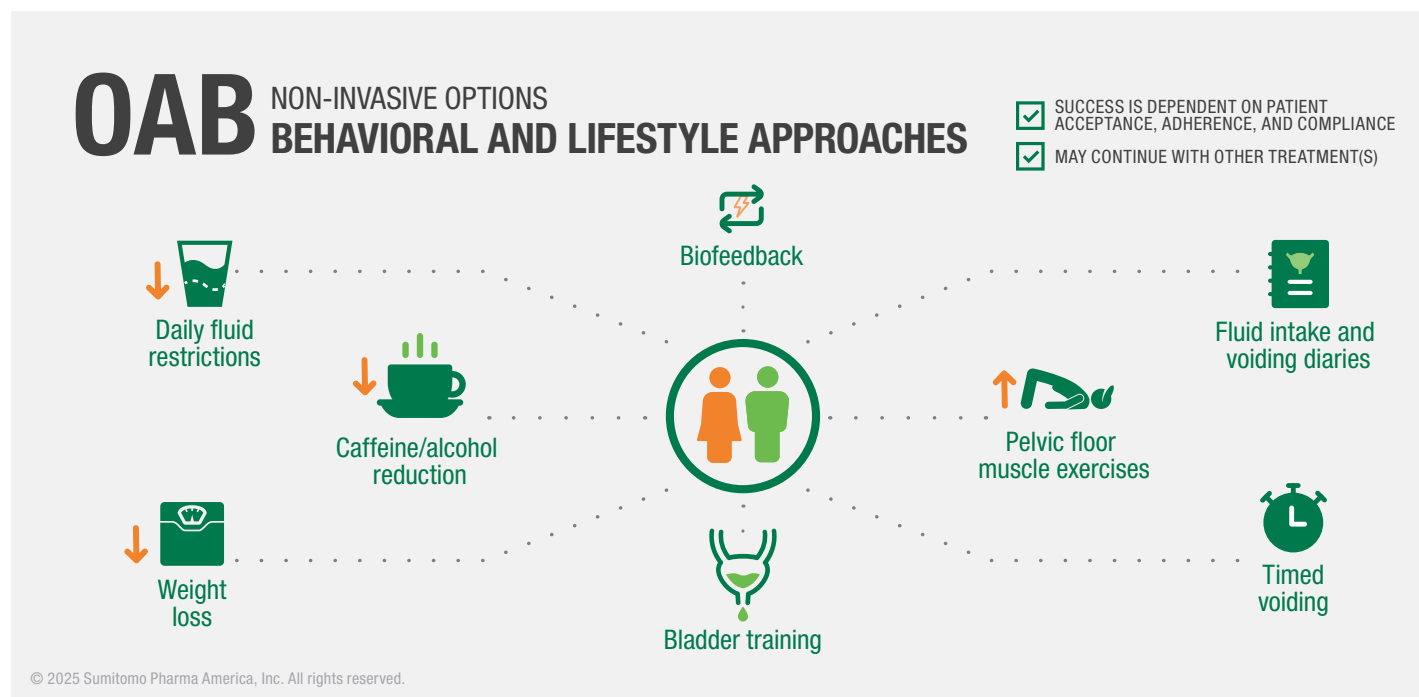 OAB
NON-INVASIVE OPTIONS
BEHAVIORAL AND LIFESTYLE APPROACHES
SUCCESS IS DEPENDENT ON PATIENT
ACCEPTANCE, ADHERENCE, AND COMPLIANCE
MAY CONTINUE WITH OTHER TREATMENT(S)
Biofeedback
Daily fluid
restrictions
Fluid intake and
voiding diaries
Caffeine/alcohol
reduction
Pelvic floor
muscle exercises
Weight
loss
Timed
voiding
Bladder training
© 2025 Sumitomo Pharma America, Inc. All rights reserved.